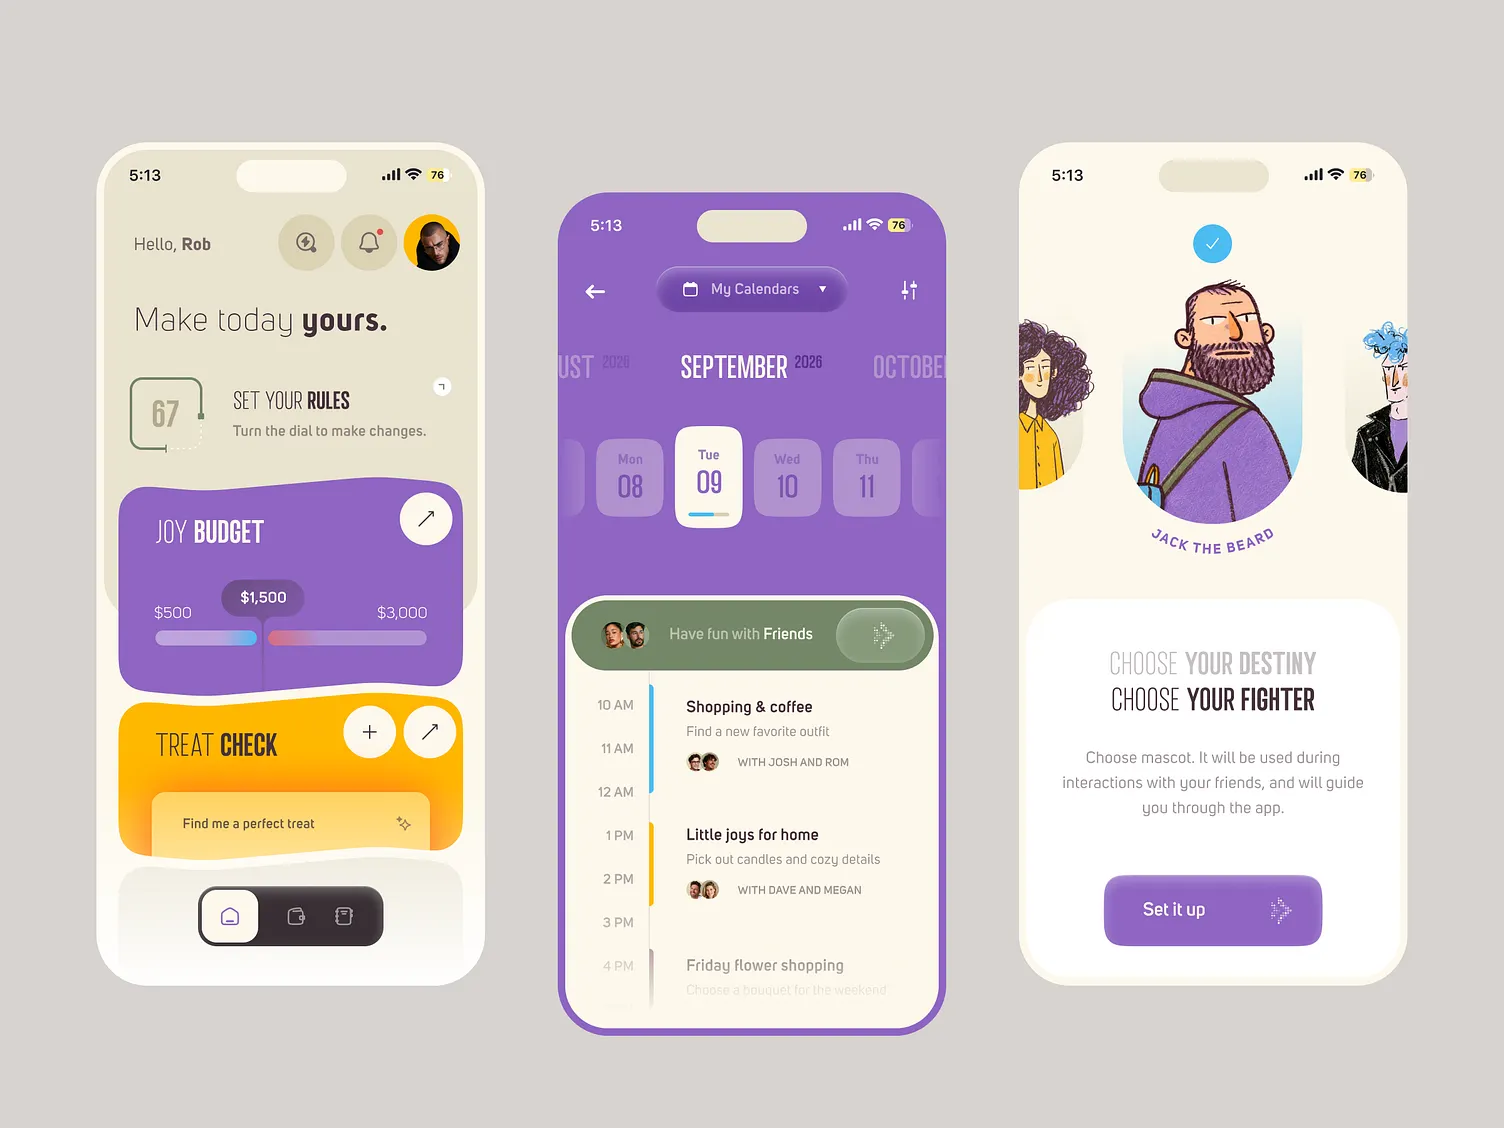 5:13
76
Hello, Rob
Make today yours.
67
SET YOUR RULES
Turn the dial to make changes.
JOY BUDGET
$500
$1,500
$3,000
TREAT CHECK
Find me a perfect treat
5:13
76
My Calendars
UST 2026
SEPTEMBER 2026
OCTOBER
Mon
08
Tue
09
Wed
10
Thu
11
Have fun with Friends
10 AM
Shopping & coffee
Find a new favorite outfit
11 AM
WITH JOSH AND ROM
12 AM
1 PM
Little joys for home
Pick out candles and cozy details
2 PM
WITH DAVE AND MEGAN
3 PM
4 PM
Friday flower shopping
Choose a bouquet for the weekend
5:13
76
JACK THE BEARD
CHOOSE YOUR DESTINY
CHOOSE YOUR FIGHTER
Choose mascot. It will be used during
interactions with your friends, and will guide
you through the app.
Set it up